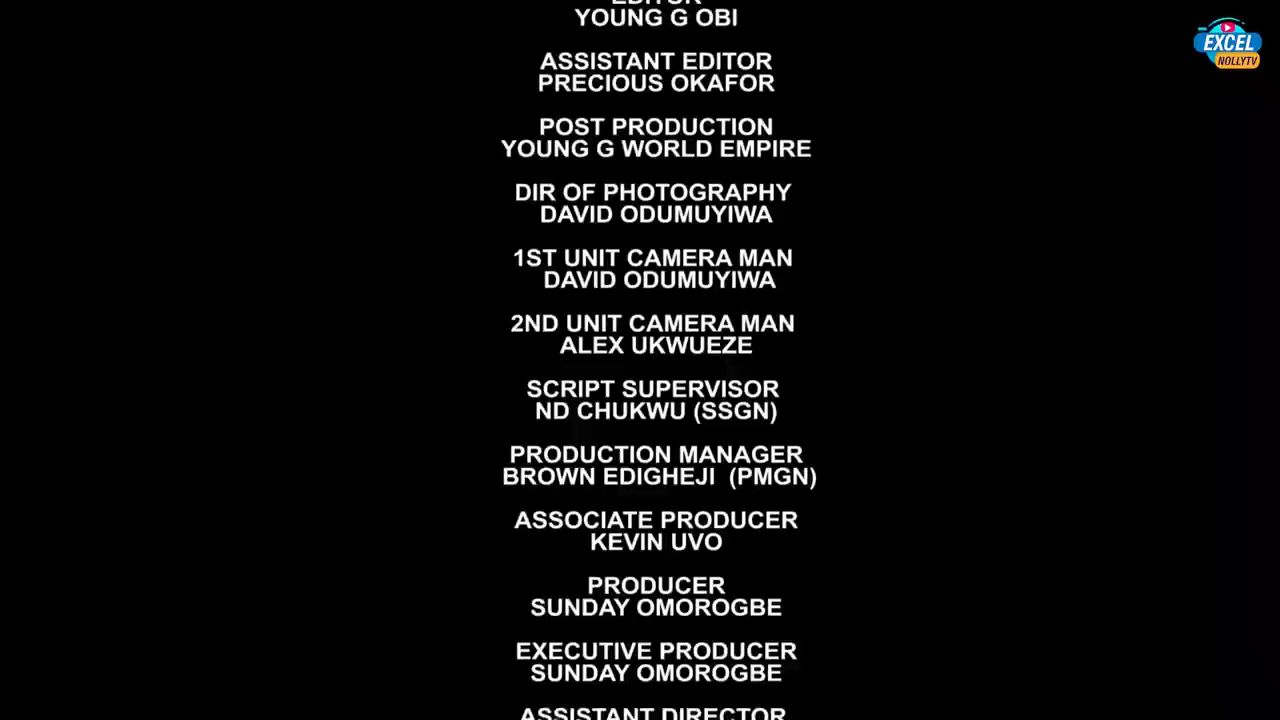 EDITOR
YOUNG G OBI
ASSISTANT EDITOR
PRECIOUS OKAFOR
POST PRODUCTION
YOUNG G WORLD EMPIRE
DIR OF PHOTOGRAPHY
DAVID ODUMUYIWA
1ST UNIT CAMERA MAN
DAVID ODUMUYIWA
2ND UNIT CAMERA MAN
ALEX UKWUEZE
SCRIPT SUPERVISOR
ND CHUKWU (SSGN)
PRODUCTION MANAGER
BROWN EDIGHEJI (PMGN)
ASSOCIATE PRODUCER
KEVIN UVO
PRODUCER
SUNDAY OMOROGBE
EXECUTIVE PRODUCER
SUNDAY OMOROGBE
ASSISTANT DIRECTOR
EXCEL
NOLLYTV